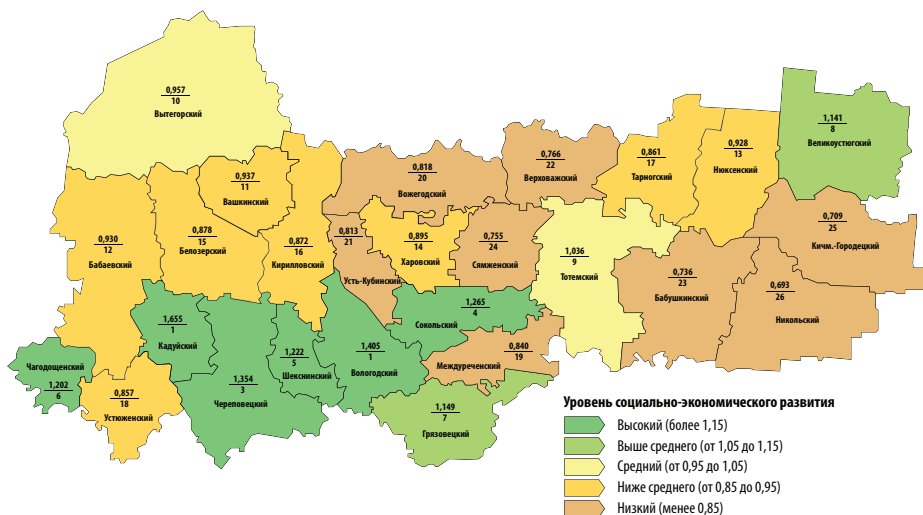 0,957
10
Вытегорский
1,141
8
Великоустюгский
0,766
22
Верховажский
0,861
17
Тарногский
0,928
13
Нюксенский
0,937
11
Вашкинский
0,818
20
Вожегодский
0,709
25
Кичм.-Городецкий
0,930
12
Бабаевский
0,878
15
Белозерский
0,872
16
Кирилловский
0,813
21
Усть-Кубинский
0,895
14
Харовский
0,755
24
Сямженский
1,036
9
Тотемский
0,736
23
Бабушкинский
0,693
26
Никольский
1,265
4
Сокольский
1,655
1
Кадуйский
1,222
5
Шекснинский
1,405
1
Вологодский
0,840
19
Междуреченский
Чагодощенский
1,202
6
0,857
18
Устюженский
1,354
3
Череповецкий
1,149
7
Грязовецкий
Уровень социально-экономического развития
Высокий (более 1,15)
Выше среднего (от 1,05 до 1,15)
Средний (от 0,95 до 1,05)
Ниже среднего (от 0,85 до 0,95)
Низкий (менее 0,85)